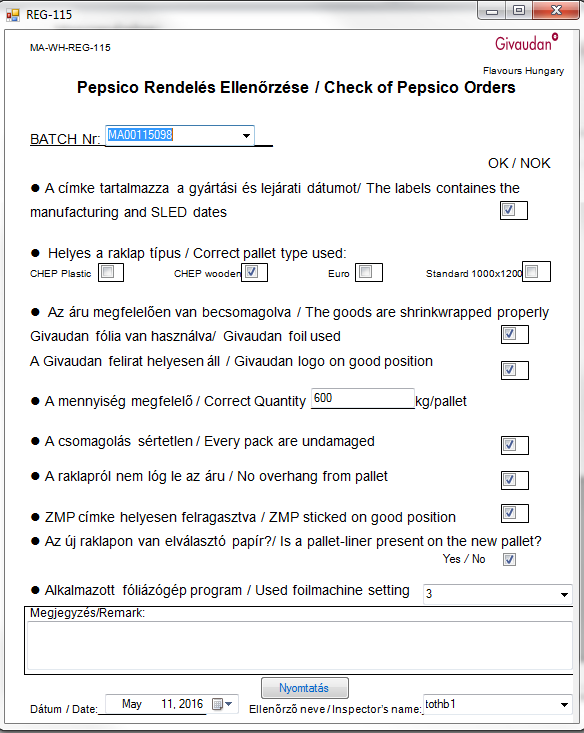 REG-115
MA-WH-REG-115
Givaudan
Flavours Hungary
Pepsico Rendelés Ellenőrzése / Check of Pepsico Orders
BATCH Nr: MA00115098
OK / NOK
● A címke tartalmazza a gyártási és lejárati dátumot/ The labels containes the
manufacturing and SLED dates
● Helyes a raklap típus / Correct pallet type used:
CHEP Plastic CHEP wooden Euro Standard 1000x1200
● Az áru megfelelően van becsomagolva / The goods are shrinkwrapped properly
Givaudan fólia van használva/ Givaudan foil used
A Givaudan felirat helyesen áll / Givaudan logo on good position
● A mennyiség megfelelő / Correct Quantity 600 kg/pallet
● A csomagolás sértetlen / Every pack are undamaged
● A raklapról nem lóg le az áru / No overhang from pallet
● ZMP címke helyesen felragasztva / ZMP sticked on good position
● Az új raklapon van elválasztó papír?/ Is a pallet-liner present on the new pallet?
Yes / No
● Alkalmazott fóliázógép program / Used foilmachine setting 3
Megjegyzés/Remark:
Nyomtatás
Dátum / Date: May 11, 2016 Ellenőrző neve / Inspector's name: tothb1